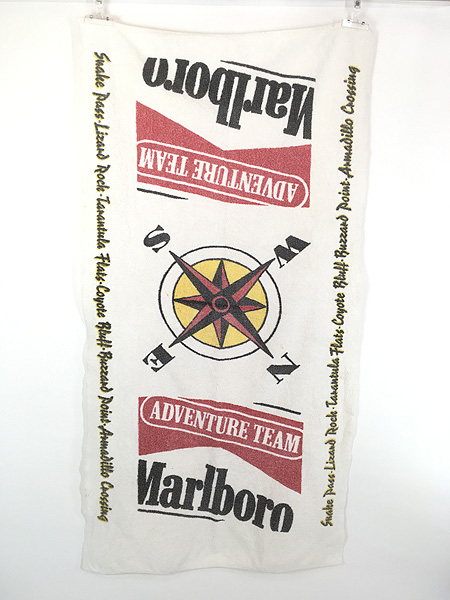 Marlboro
ADVENTURE TEAM
S
W
E
N
ADVENTURE TEAM
Marlboro
Snake Pass·Lizard Rock·Tarantula Flats·Coyote Bluff·Buzzard Point·Armadillo Crossing
Snake Pass·Lizard Rock·Tarantula Flats·Coyote Bluff·Buzzard Point·Armadillo Crossing